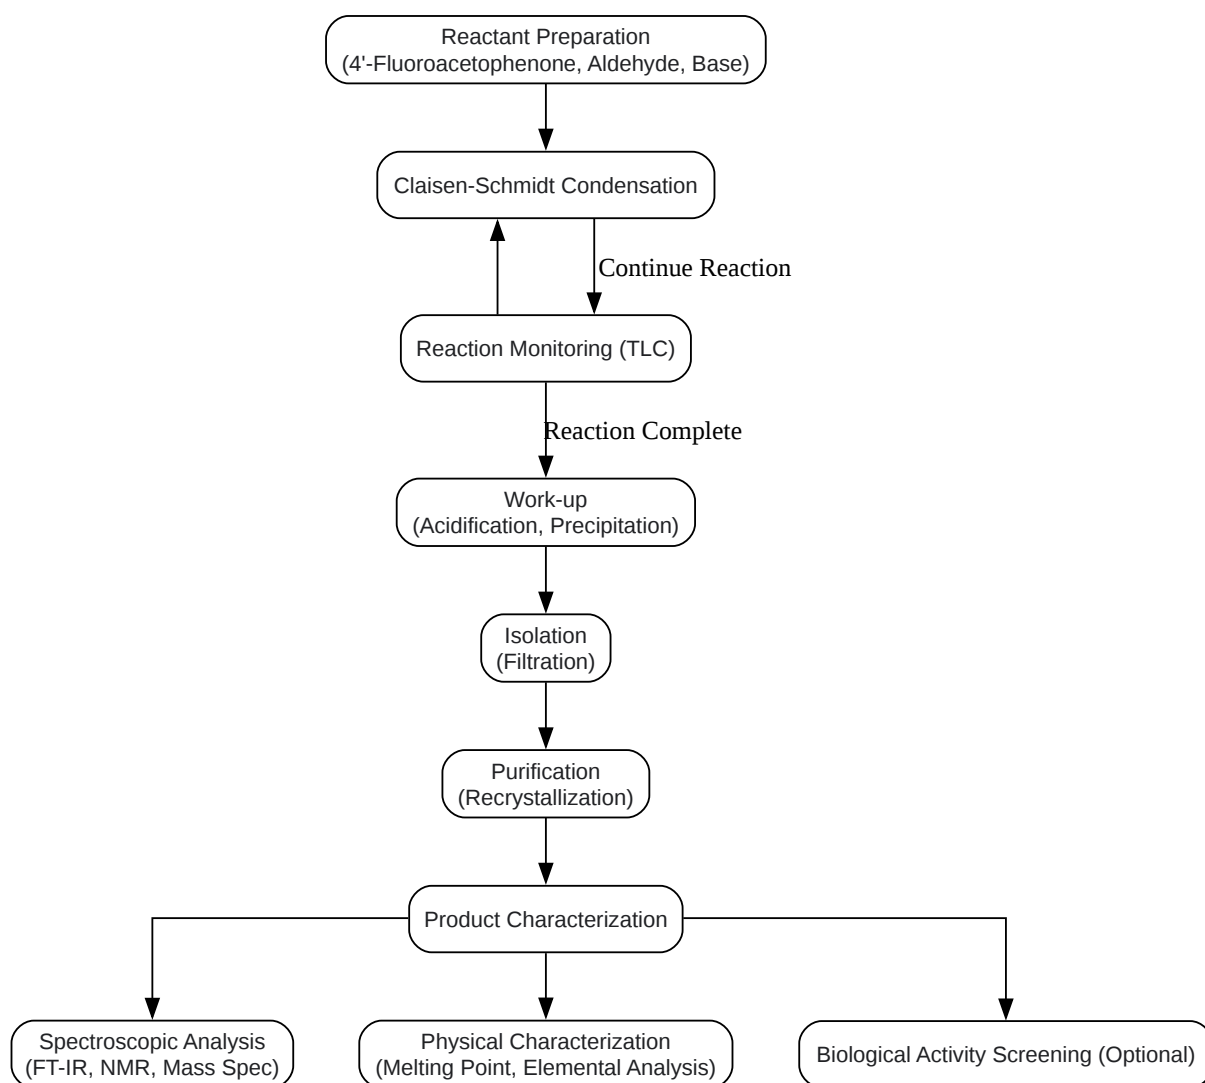 Reactant Preparation
(4'-Fluoroacetophenone, Aldehyde, Base)
Claisen-Schmidt Condensation
Continue Reaction
Reaction Monitoring (TLC)
Reaction Complete
Work-up
(Acidification, Precipitation)
Isolation
(Filtration)
Purification
(Recrystallization)
Product Characterization
Spectroscopic Analysis
(FT-IR, NMR, Mass Spec)
Physical Characterization
(Melting Point, Elemental Analysis)
Biological Activity Screening (Optional)